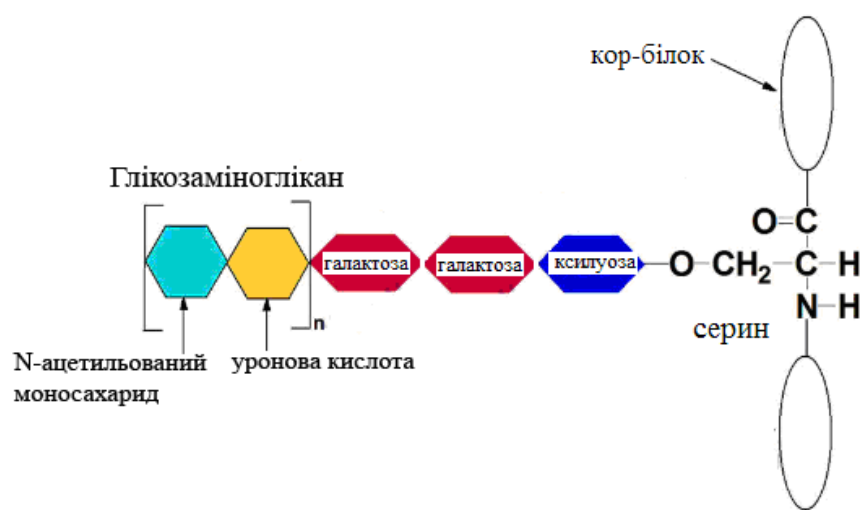 кор-білок
Глікозаміноглікан
O=C
галактоза галактоза ксилуоза O CH₂ C H
n
N H
N-ацетильований
моносахарид
уронова кислота
серин